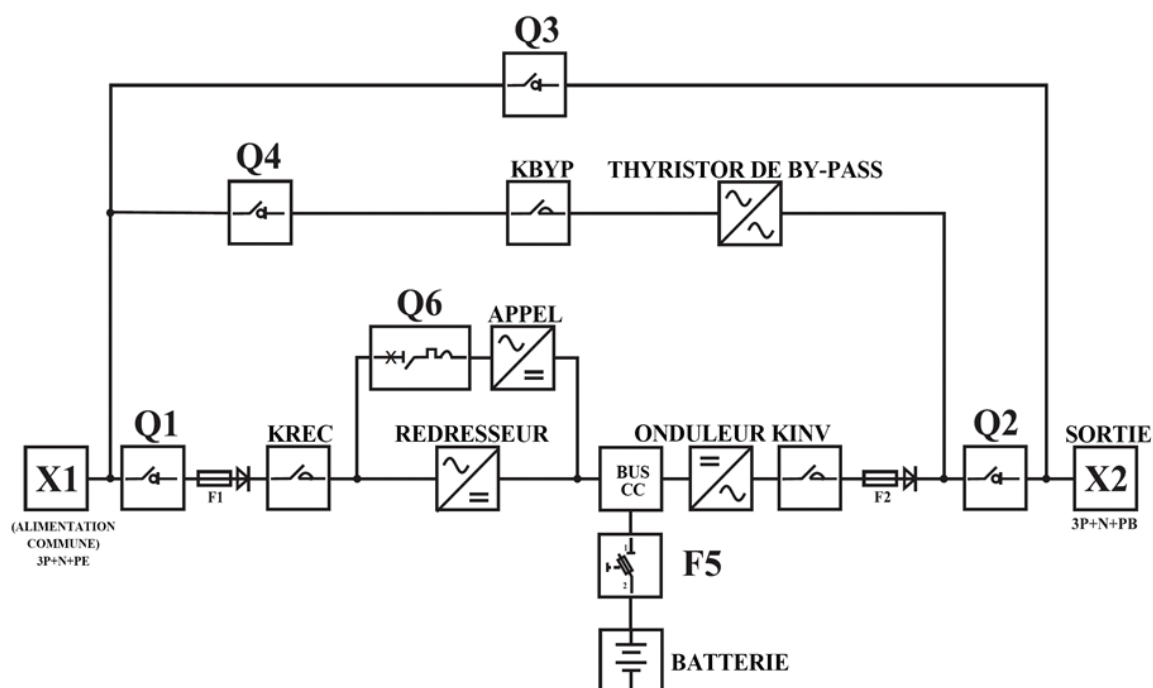 Q3
Q4
KBYP
THYRISTOR DE BY-PASS
Q6
APPEL
Q1
KREC
REDRESSEUR
ONDULEUR KINV
Q2
SORTIE
X1
F1
BUS
CC
F2
X2
(ALIMENTATION
COMMUNE)
3P+N+PE
3P+N+PB
1
2
F5
BATTERIE